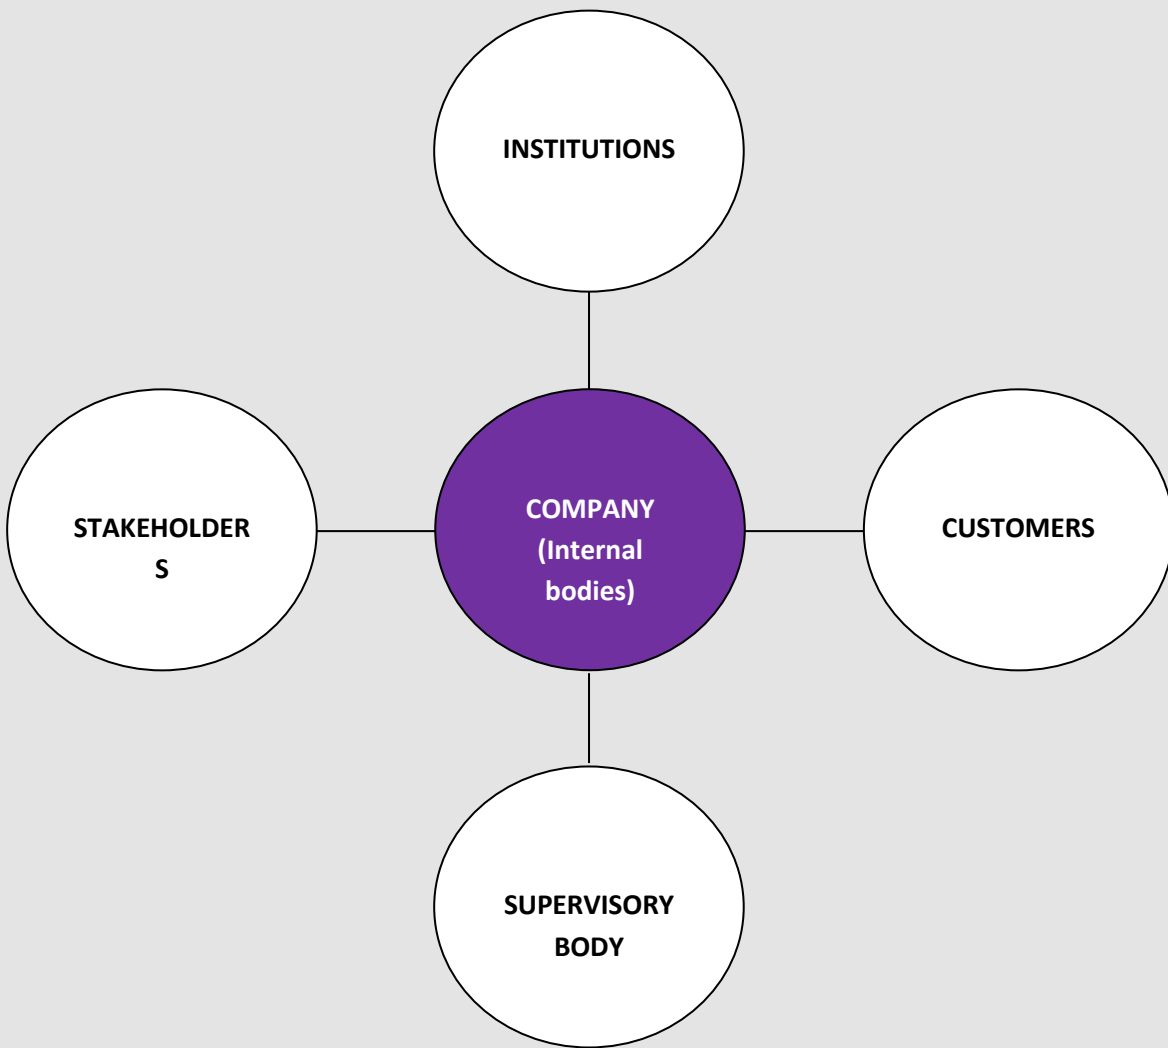 INSTITUTIONS
STAKEHOLDER
S
COMPANY
(Internal
bodies)
CUSTOMERS
SUPERVISORY
BODY